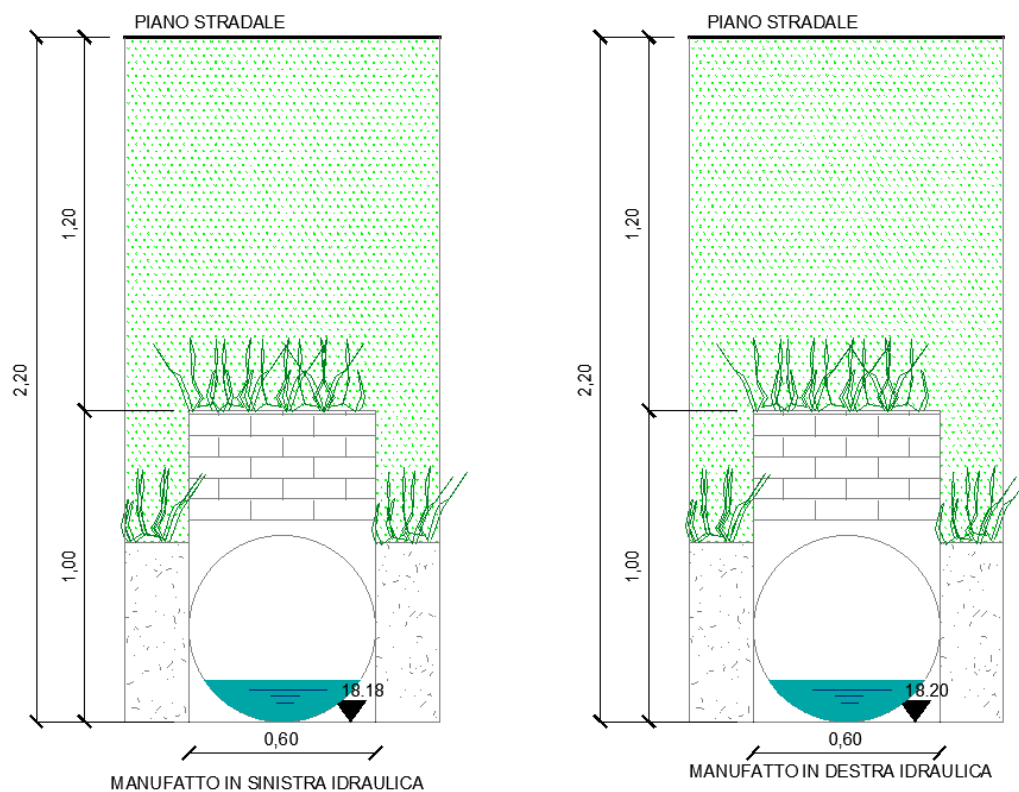 PIANO STRADALE
1,20
2,20
1,00
18.18
0,60
MANUFATTO IN SINISTRA IDRAULICA
PIANO STRADALE
1,20
2,20
1,00
18.20
0,60
MANUFATTO IN DESTRA IDRAULICA